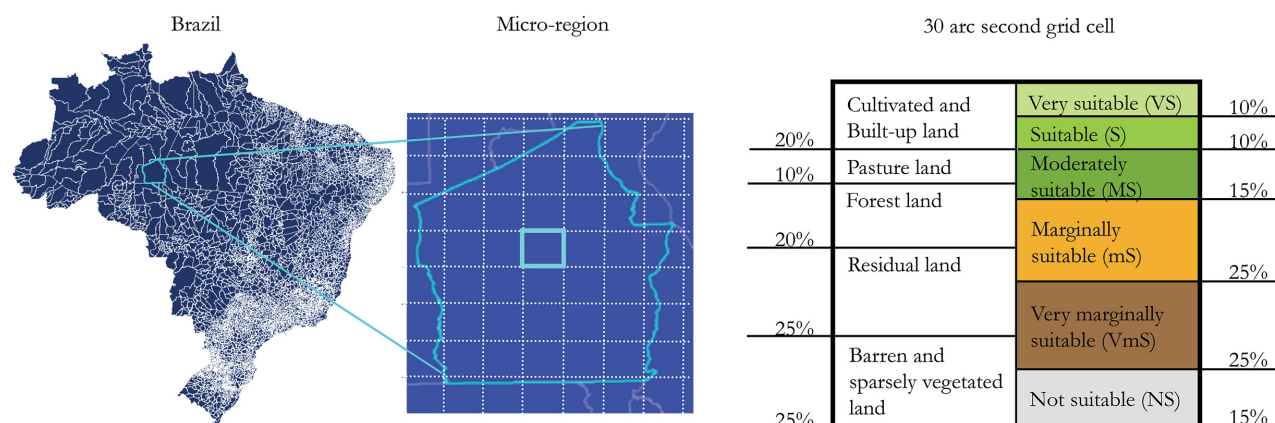 Brazil
Micro-region
30 arc second grid cell
Cultivated and
Built-up land
20%
Pasture land
10%
Forest land
20%
Residual land
25%
Barren and
sparsely vegetated
land
25%
Very suitable (VS)
10%
Suitable (S)
10%
Moderately
suitable (MS)
15%
Marginally
suitable (mS)
25%
Very marginally
suitable (VmS)
25%
Not suitable (NS)
15%